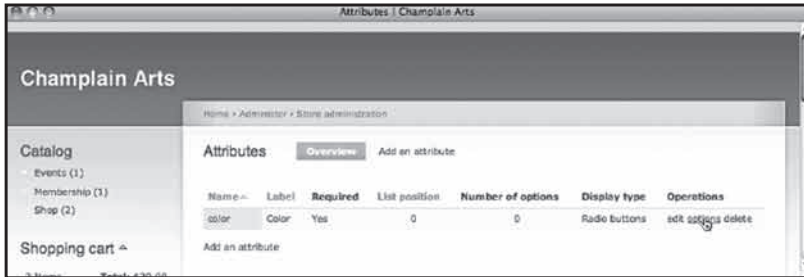 Attributes | Champlain Arts
Champlain Arts
Home › Administer › Store administration
Catalog
Events (1)
Membership (1)
Shop (2)
Shopping cart
Attributes
Overview
Add an attribute
Name Label Required List position Number of options Display type Operations
color Color Yes 0 0 Radio buttons edit options delete
Add an attribute
Total: